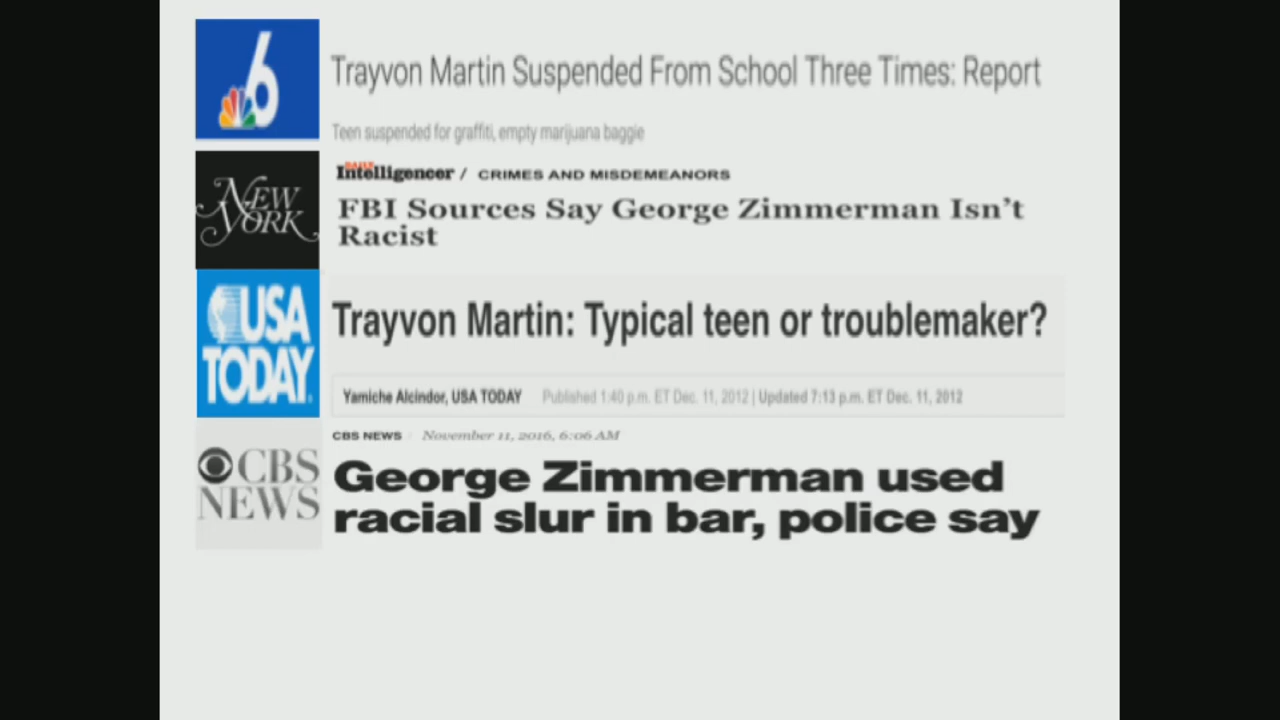 6
Trayvon Martin Suspended From School Three Times: Report
Teen suspended for graffiti, empty marijuana baggie
NEW
YORK
DAILY
Intelligencer / CRIMES AND MISDEMEANORS
FBI Sources Say George Zimmerman Isn't
Racist
USA
TODAY
Trayvon Martin: Typical teen or troublemaker?
Yamiche Alcindor, USA TODAY Published 1:40 p.m. ET Dec. 11, 2012 | Updated 7:13 p.m. ET Dec. 11, 2012
CBS
NEWS
CBS NEWS / November 11, 2016, 6:06 AM
George Zimmerman used
racial slur in bar, police say